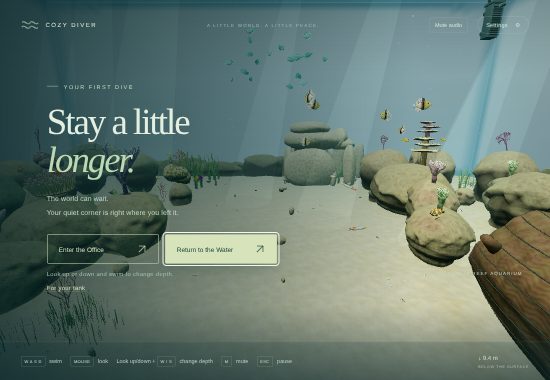 COZY DIVER
A LITTLE WORLD. A LITTLE PEACE.
Mute audio
Settings
YOUR FIRST DIVE
Stay a little
longer.
The world can wait.
Your quiet corner is right where you left it.
Enter the Office
Return to the Water
Look up or down and swim to change depth.
For your tank
REEF AQUARIUM
W A S D swim MOUSE look Look up/down + W / S change depth M mute ESC pause
↓ 9.4 m
BELOW THE SURFACE